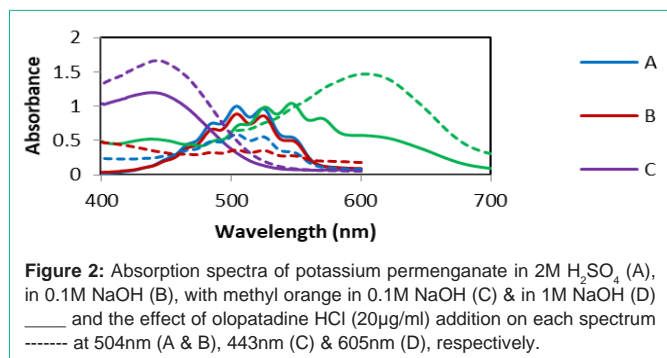 2
1.5
1
0.5
0
Absorbance
400 500 600 700
Wavelength (nm)
A
B
C
Figure 2: Absorption spectra of potassium permenganate in 2M H₂SO₄ (A),
in 0.1M NaOH (B), with methyl orange in 0.1M NaOH (C) & in 1M NaOH (D)
____ and the effect of olopatadine HCl (20µg/ml) addition on each spectrum
------- at 504nm (A & B), 443nm (C) & 605nm (D), respectively.